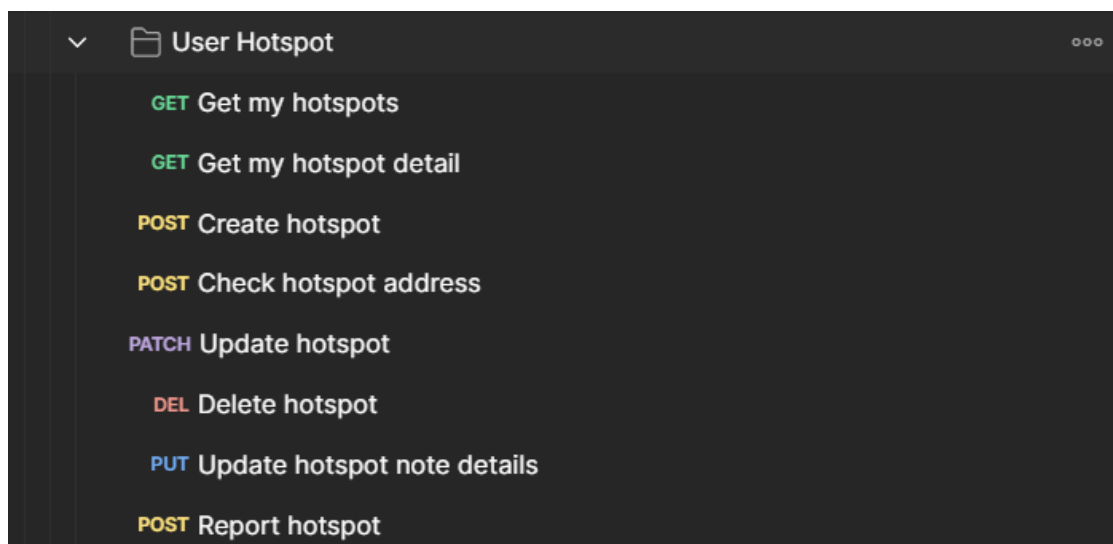 User Hotspot
GET Get my hotspots
GET Get my hotspot detail
POST Create hotspot
POST Check hotspot address
PATCH Update hotspot
DEL Delete hotspot
PUT Update hotspot note details
POST Report hotspot